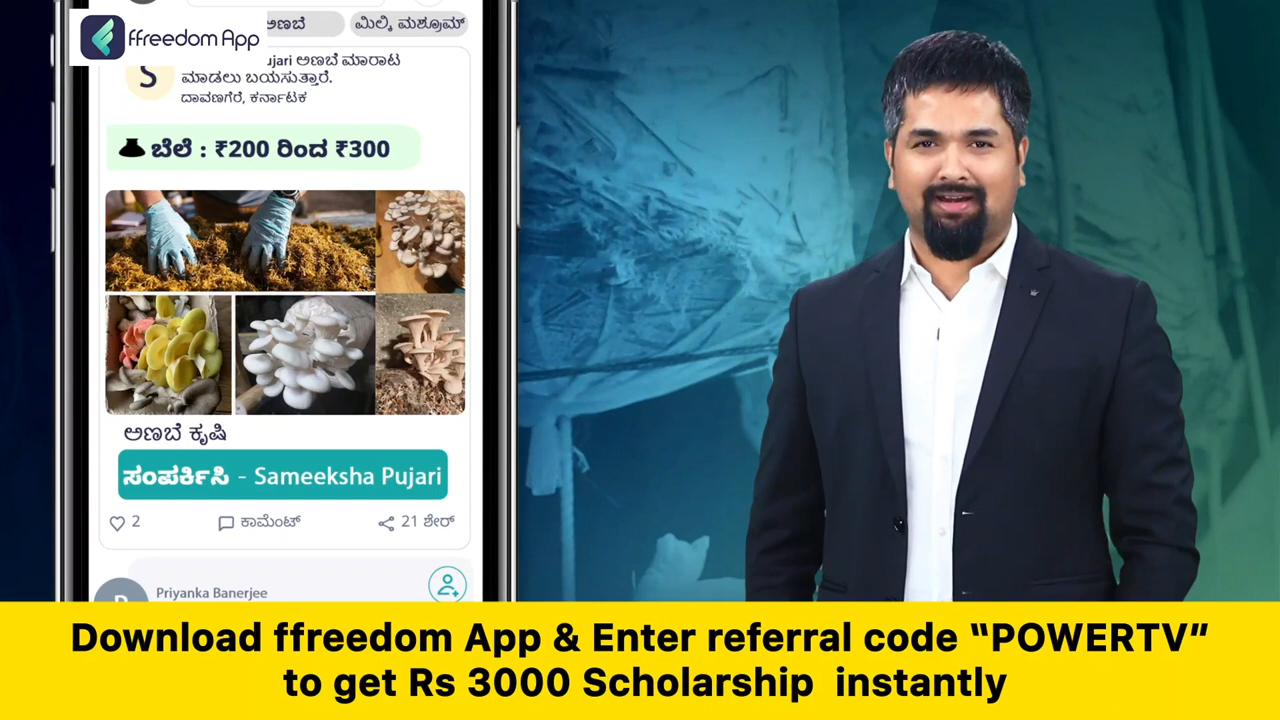 ಅಣಬೆ
ಮಿಲ್ಕಿ ಮಶ್ರೂಮ್
ffreedom App
S
ujari ಅಣಬೆ ಮಾರಾಟ
ಮಾಡಲು ಬಯಸುತ್ತಾರೆ.
ದಾವಣಗೆರೆ, ಕರ್ನಾಟಕ
ಬೆಲೆ : ₹200 ರಿಂದ ₹300
ಅಣಬೆ ಕೃಷಿ
ಸಂಪರ್ಕಿಸಿ - Sameeksha Pujari
2
ಕಾಮೆಂಟ್
21 ಶೇರ್
Priyanka Banerjee
Download ffreedom App & Enter referral code “POWERTV”
to get Rs 3000 Scholarship instantly